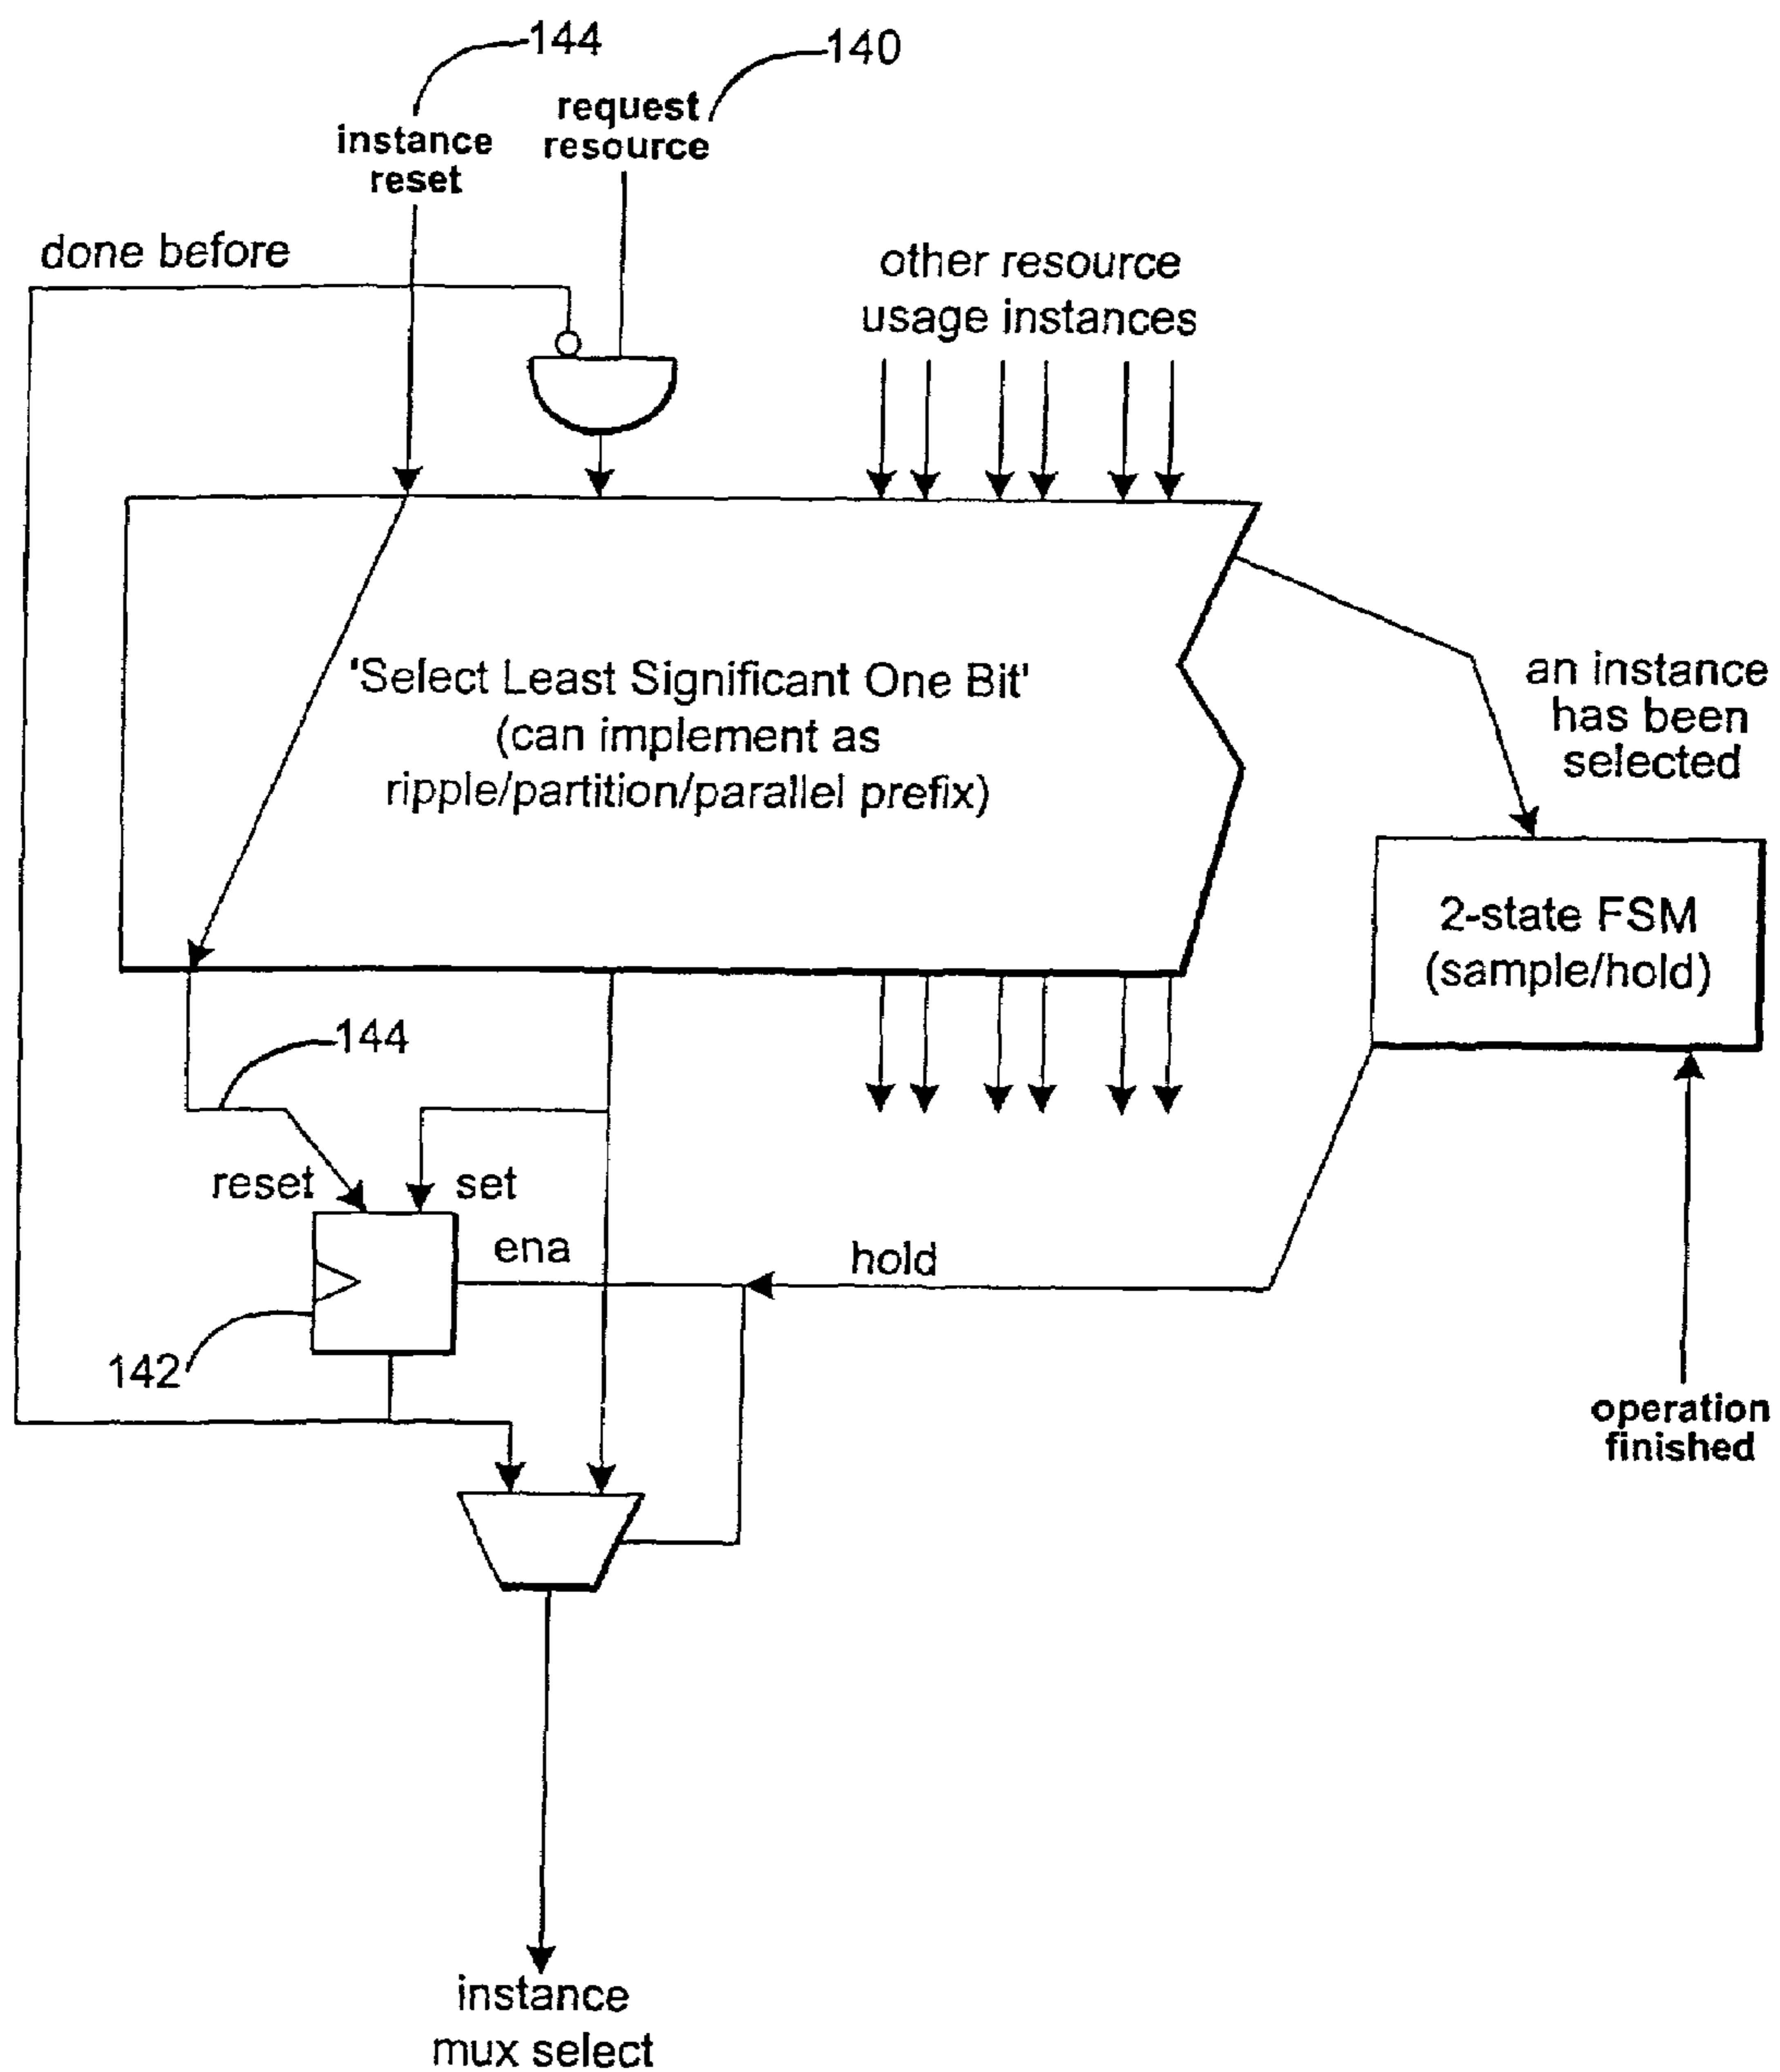 144
140
instance
reset
request
resource
done before
other resource
usage instances
'Select Least Significant One Bit'
(can implement as
ripple/partition/parallel prefix)
an instance
has been
selected
2-state FSM
(sample/hold)
144
reset
set
ena
hold
142
operation
finished
instance
mux select